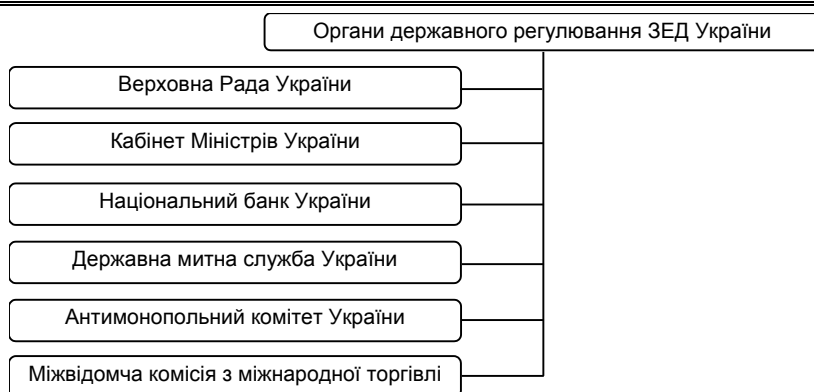 Органи державного регулювання ЗЕД України
Верховна Рада України
Кабінет Міністрів України
Національний банк України
Державна митна служба України
Антимонопольний комітет України
Міжвідомча комісія з міжнародної торгівлі